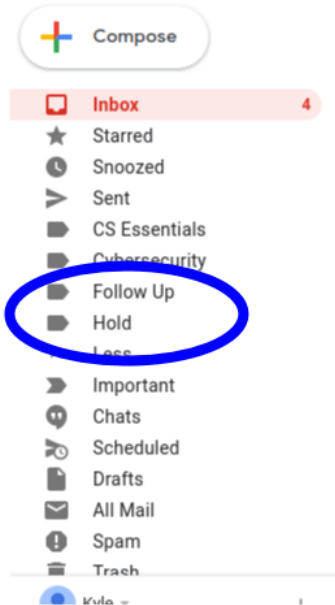 Compose
Inbox 4
Starred
Snoozed
Sent
CS Essentials
Cybersecurity
Follow Up
Hold
Less
Important
Chats
Scheduled
Drafts
All Mail
Spam
Trash
Kyle